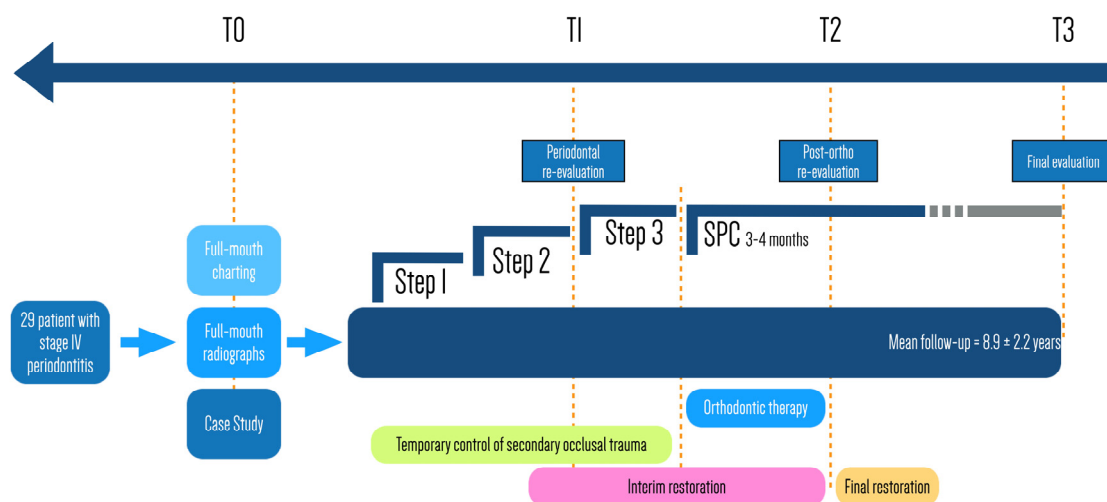 T0
T1
T2
T3
Periodontal
re-evaluation
Post-ortho
re-evaluation
Final evaluation
Full-mouth
charting
Step 1
Step 2
Step 3
SPC 3-4 months
29 patient with
stage IV
periodontitis
Full-mouth
radiographs
Mean follow-up = 8.9 ± 2.2 years
Case Study
Orthodontic therapy
Temporary control of secondary occlusal trauma
Interim restoration
Final restoration